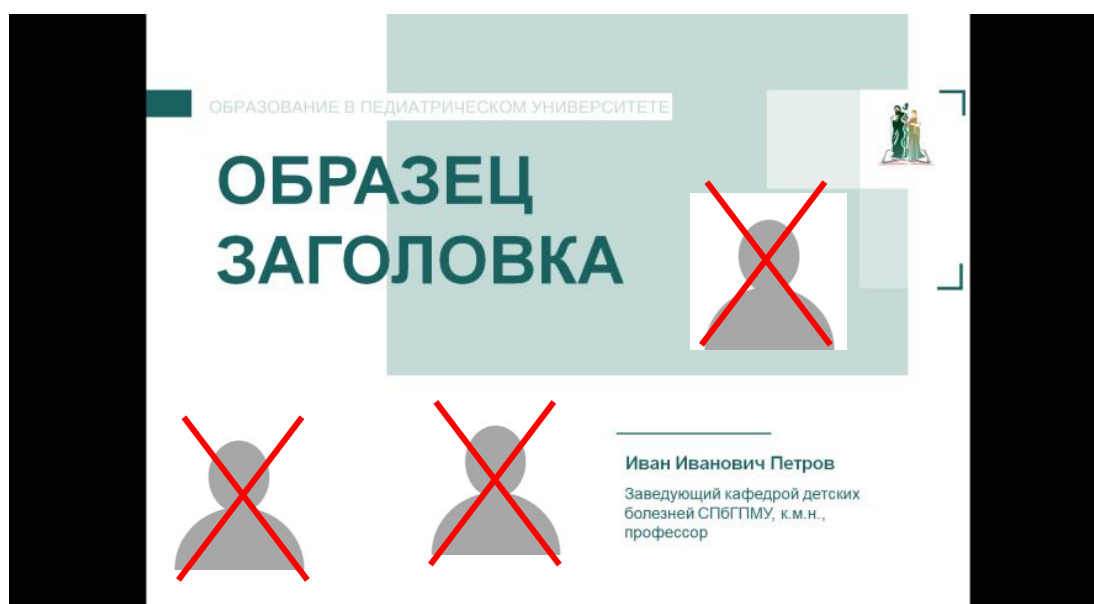 ОБРАЗОВАНИЕ В ПЕДИАТРИЧЕСКОМ УНИВЕРСИТЕТЕ
ОБРАЗЕЦ
ЗАГОЛОВКА
Иван Иванович Петров
Заведующий кафедрой детских
болезней СПбГПМУ, к.м.н.,
профессор